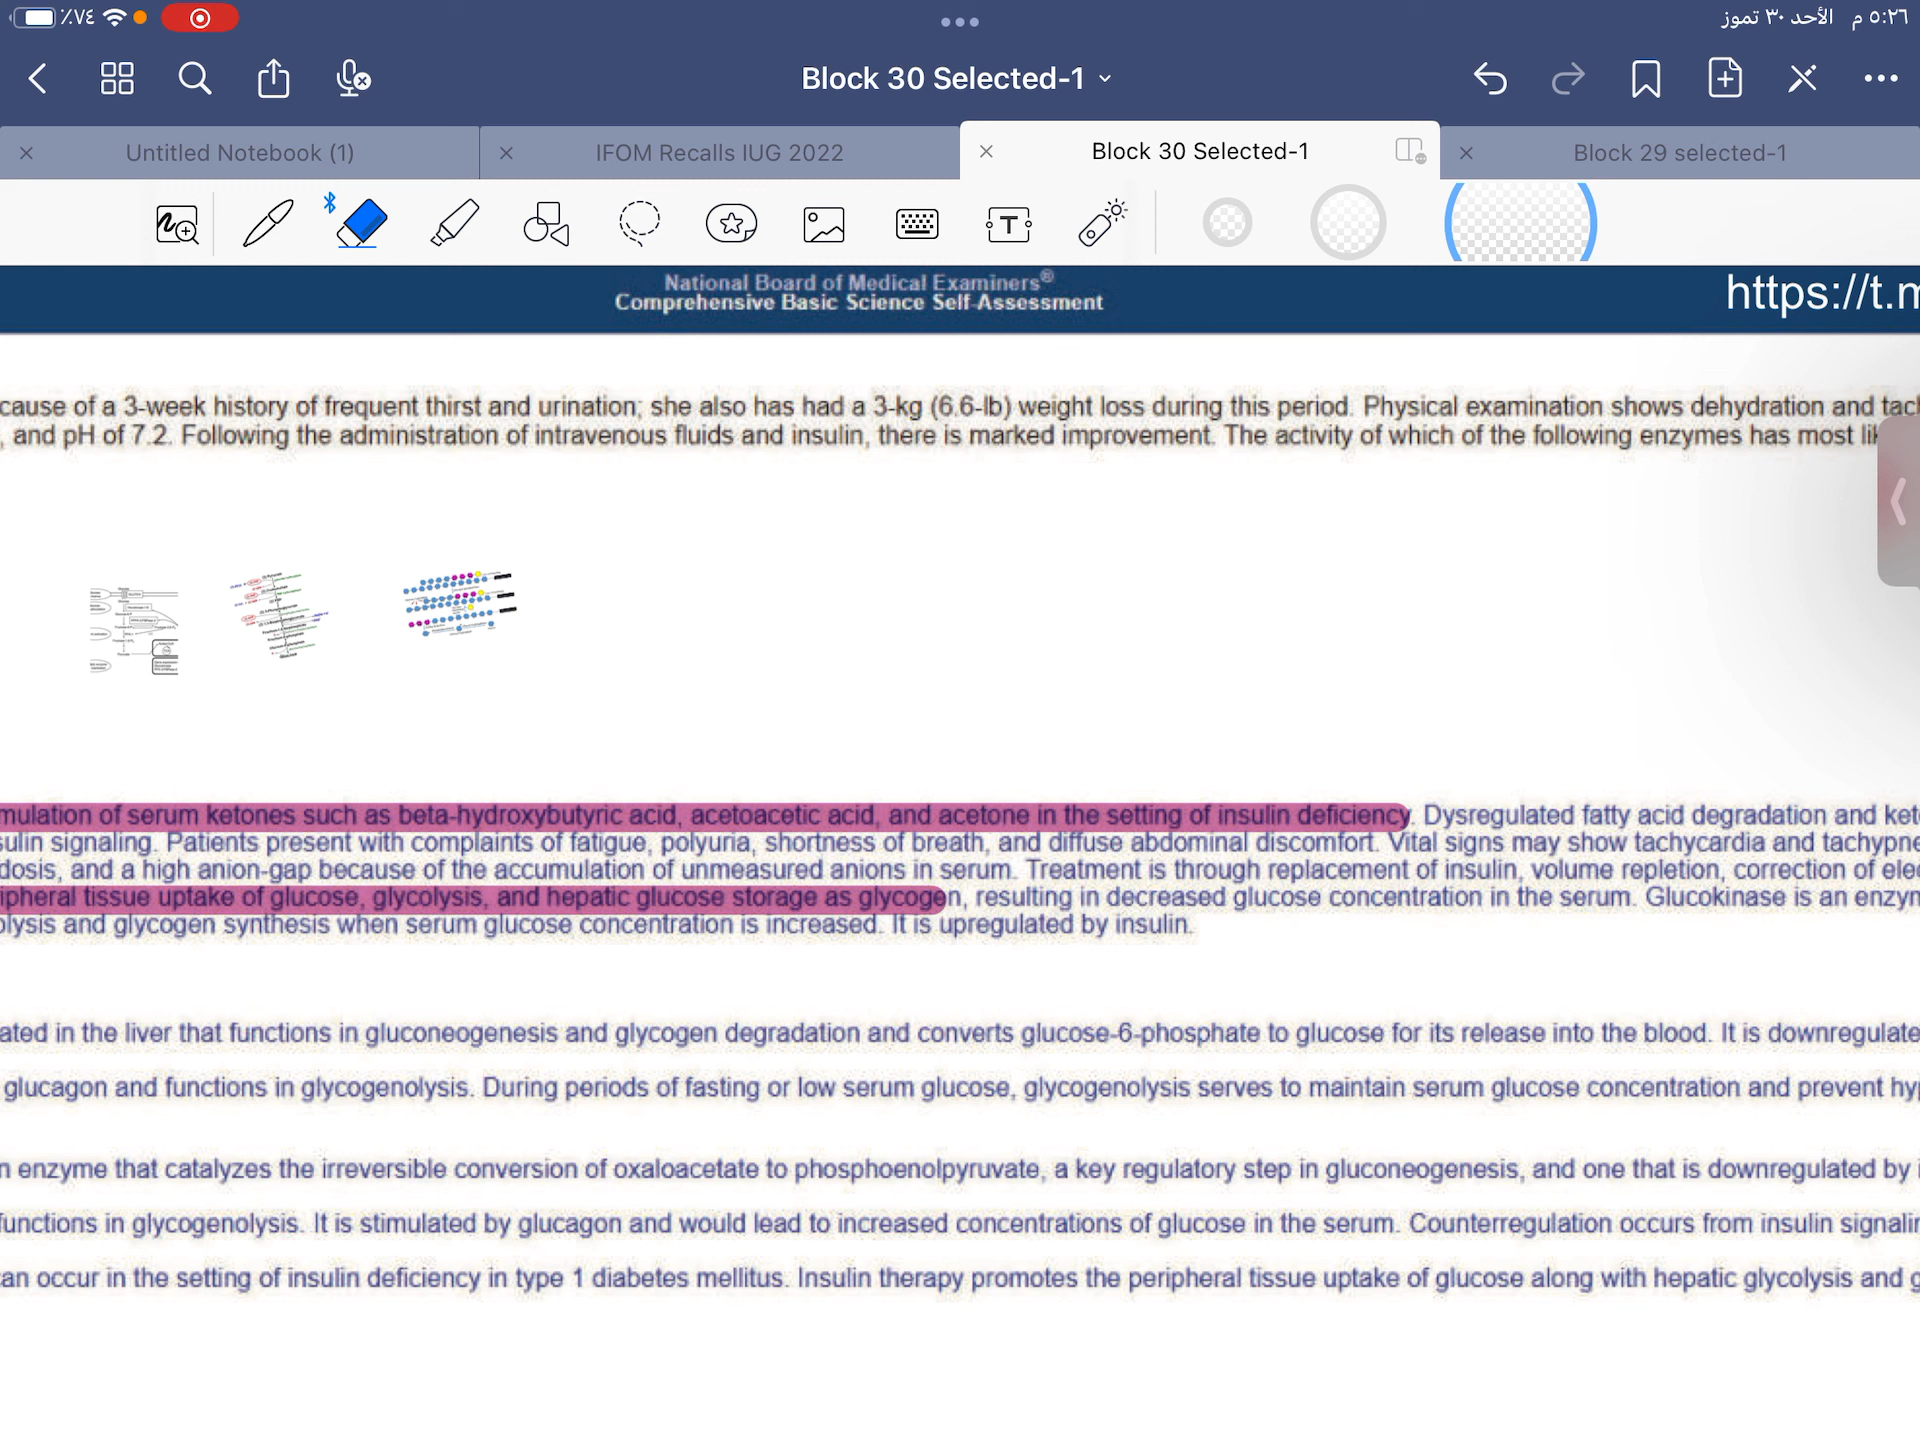 ٪٧٤
٥:٢٦ م الأحد ٣٠ تموز
Block 30 Selected-1
Untitled Notebook (1)
IFOM Recalls IUG 2022
Block 30 Selected-1
Block 29 selected-1
T
National Board of Medical Examiners®
Comprehensive Basic Science Self-Assessment
https://t.m
cause of a 3-week history of frequent thirst and urination; she also has had a 3-kg (6.6-lb) weight loss during this period. Physical examination shows dehydration and tach
, and pH of 7.2. Following the administration of intravenous fluids and insulin, there is marked improvement. The activity of which of the following enzymes has most lik
mulation of serum ketones such as beta-hydroxybutyric acid, acetoacetic acid, and acetone in the setting of insulin deficiency. Dysregulated fatty acid degradation and keto
sulin signaling. Patients present with complaints of fatigue, polyuria, shortness of breath, and diffuse abdominal discomfort. Vital signs may show tachycardia and tachypne
dosis, and a high anion-gap because of the accumulation of unmeasured anions in serum. Treatment is through replacement of insulin, volume repletion, correction of elec
ipheral tissue uptake of glucose, glycolysis, and hepatic glucose storage as glycogen, resulting in decreased glucose concentration in the serum. Glucokinase is an enzym
olysis and glycogen synthesis when serum glucose concentration is increased. It is upregulated by insulin.
ated in the liver that functions in gluconeogenesis and glycogen degradation and converts glucose-6-phosphate to glucose for its release into the blood. It is downregulate
glucagon and functions in glycogenolysis. During periods of fasting or low serum glucose, glycogenolysis serves to maintain serum glucose concentration and prevent hyp
n enzyme that catalyzes the irreversible conversion of oxaloacetate to phosphoenolpyruvate, a key regulatory step in gluconeogenesis, and one that is downregulated by i
functions in glycogenolysis. It is stimulated by glucagon and would lead to increased concentrations of glucose in the serum. Counterregulation occurs from insulin signalin
an occur in the setting of insulin deficiency in type 1 diabetes mellitus. Insulin therapy promotes the peripheral tissue uptake of glucose along with hepatic glycolysis and g